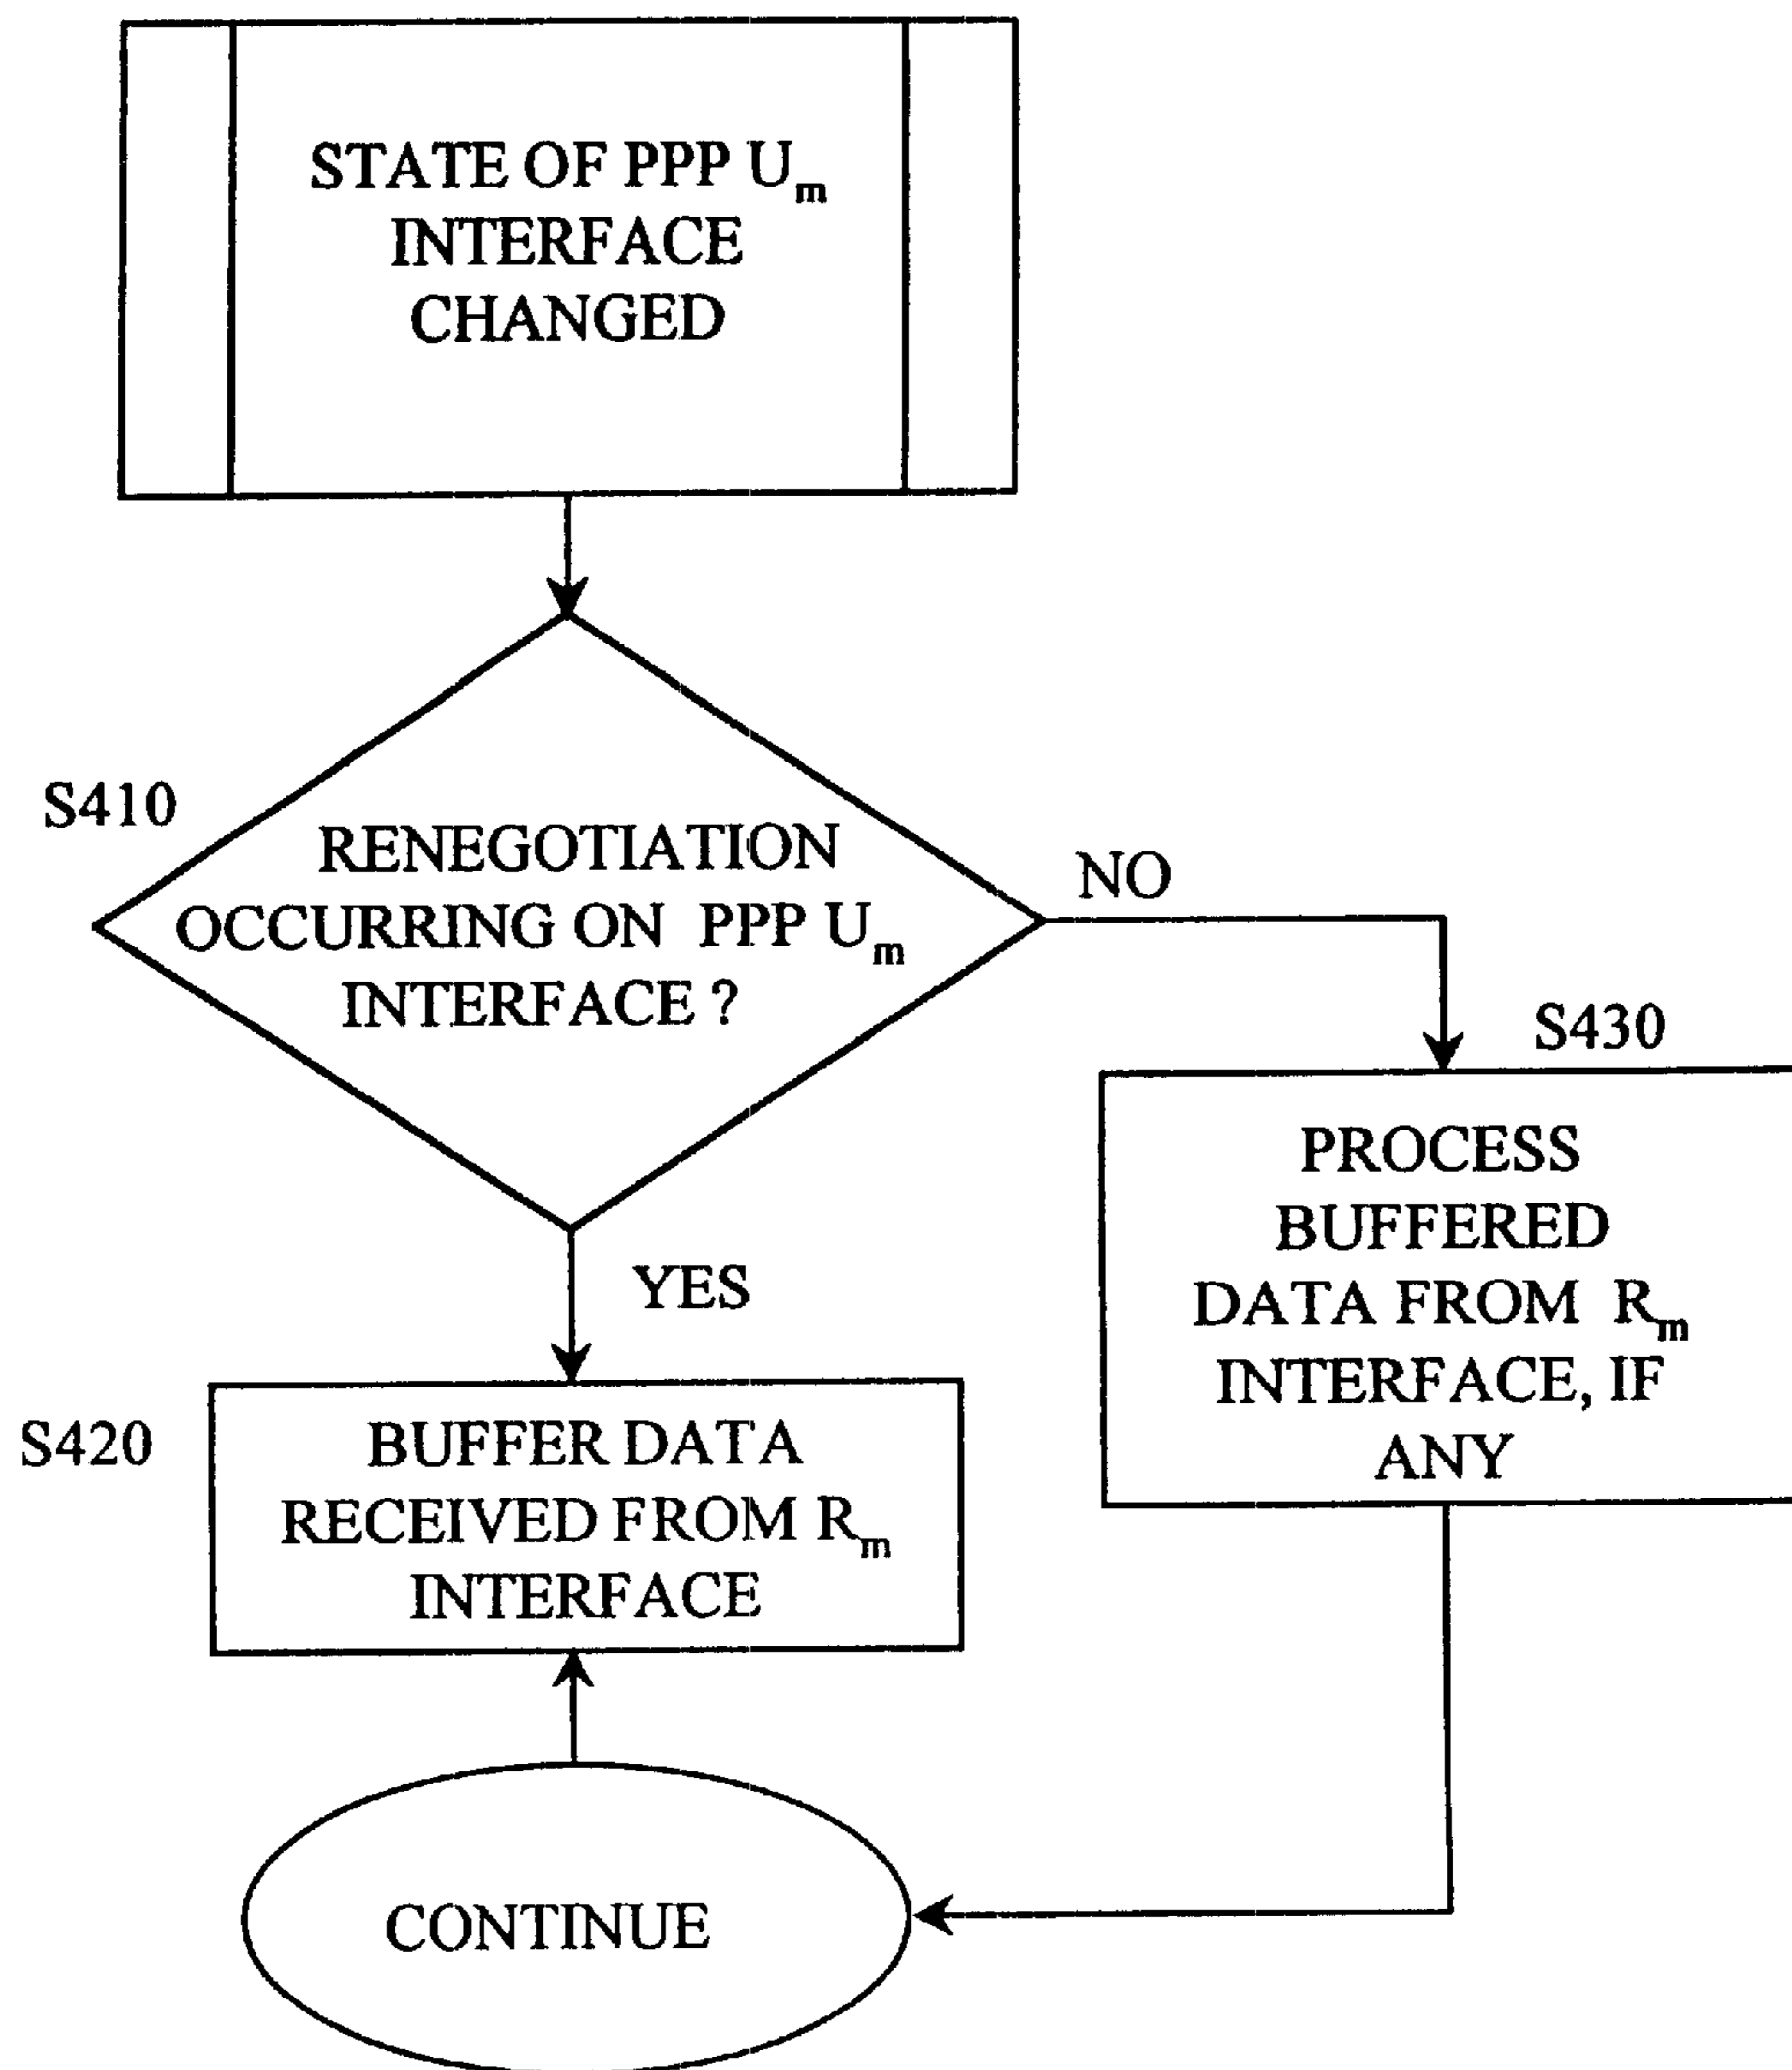 STATE OF PPP Um
INTERFACE
CHANGED
S410
RENEGOTIATION
OCCURRING ON PPP Um
INTERFACE ?
NO
YES
S430
PROCESS
BUFFERED
DATA FROM Rm
INTERFACE, IF
ANY
S420
BUFFER DATA
RECEIVED FROM Rm
INTERFACE
CONTINUE